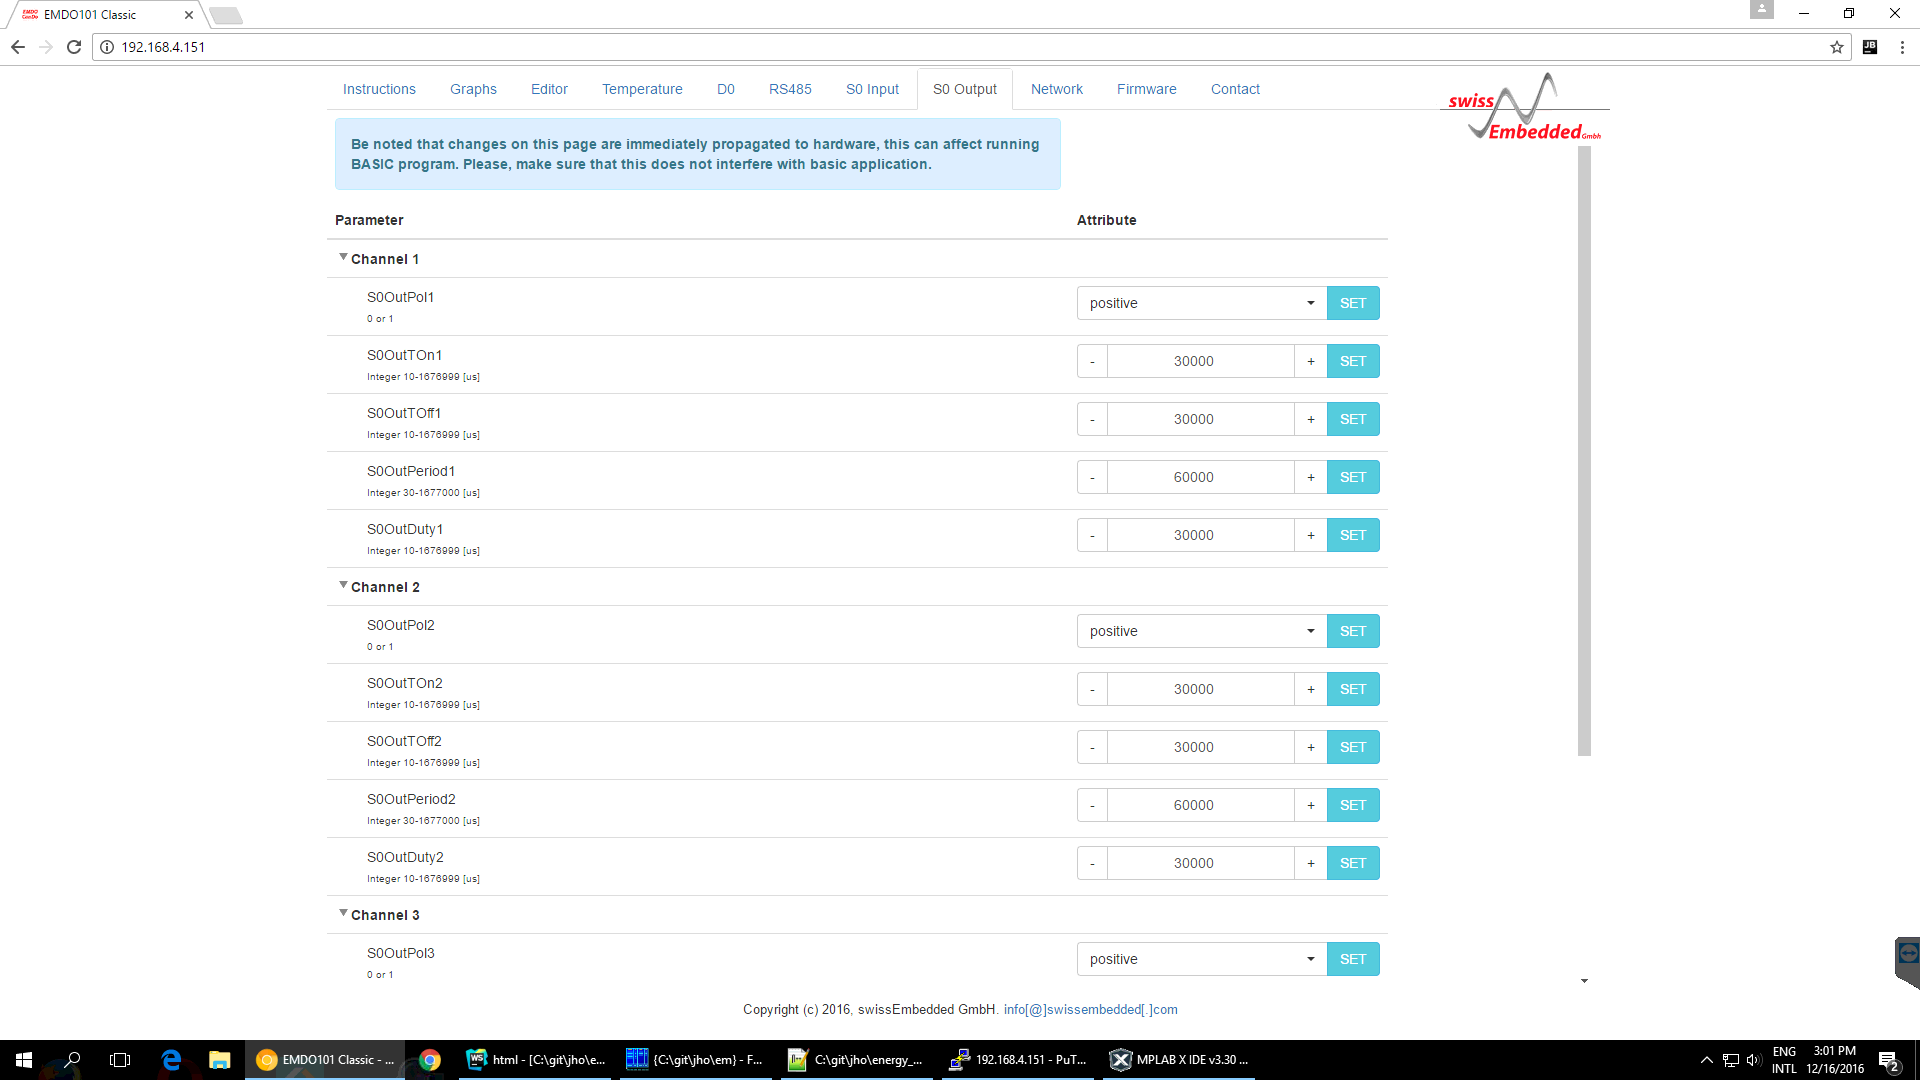 EMDO101 Classic
192.168.4.151
Instructions Graphs Editor Temperature D0 RS485 S0 Input S0 Output Network Firmware Contact
swiss
Embedded GmbH
Be noted that changes on this page are immediately propagated to hardware, this can affect running
BASIC program. Please, make sure that this does not interfere with basic application.
Parameter Attribute
Channel 1
S0OutPol1
0 or 1
positive SET
S0OutTOn1
Integer 10-1676999 [us]
- 30000 + SET
S0OutTOff1
Integer 10-1676999 [us]
- 30000 + SET
S0OutPeriod1
Integer 30-1677000 [us]
- 60000 + SET
S0OutDuty1
Integer 10-1676999 [us]
- 30000 + SET
Channel 2
S0OutPol2
0 or 1
positive SET
S0OutTOn2
Integer 10-1676999 [us]
- 30000 + SET
S0OutTOff2
Integer 10-1676999 [us]
- 30000 + SET
S0OutPeriod2
Integer 30-1677000 [us]
- 60000 + SET
S0OutDuty2
Integer 10-1676999 [us]
- 30000 + SET
Channel 3
S0OutPol3
0 or 1
positive SET
Copyright (c) 2016, swissEmbedded GmbH. info[@]swissembedded[.]com
EMDO101 Classic - ... html - [C:\git\jho\e... {C:\git\jho\em} - F... C:\git\jho\energy_... 192.168.4.151 - PuT... MPLAB X IDE v3.30 ...
ENG 3:01 PM
INTL 12/16/2016
2